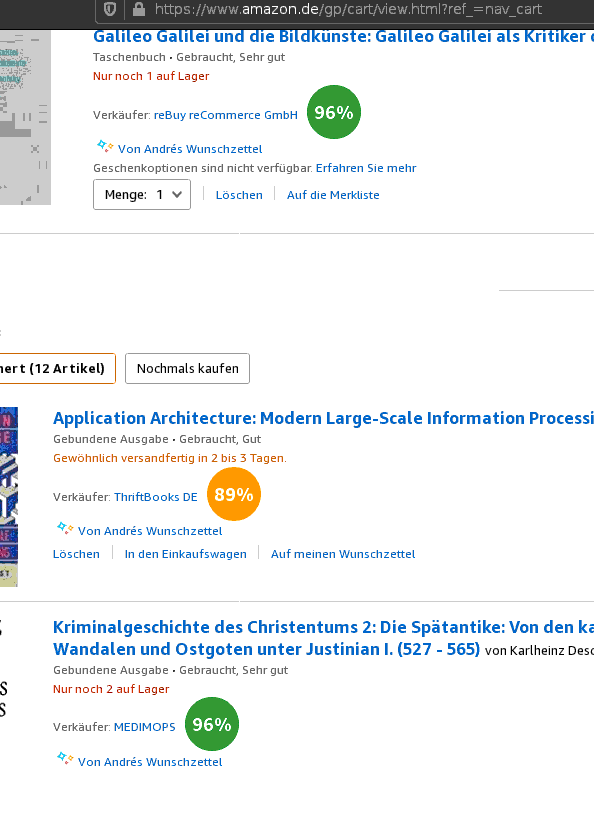 https://www.amazon.de/gp/cart/view.html?ref_=nav_cart
Galileo Galilei und die Bildkünste: Galileo Galilei als Kritiker
Taschenbuch • Gebraucht, Sehr gut
Nur noch 1 auf Lager
Verkäufer: reBuy reCommerce GmbH 96%
Von Andrés Wunschzettel
Geschenkoptionen sind nicht verfügbar. Erfahren Sie mehr
Menge: 1 Löschen Auf die Merkliste
(12 Artikel) Nochmals kaufen
Application Architecture: Modern Large-Scale Information Processi
Gebundene Ausgabe • Gebraucht, Gut
Gewöhnlich versandfertig in 2 bis 3 Tagen.
Verkäufer: ThriftBooks DE 89%
Von Andrés Wunschzettel
Löschen In den Einkaufswagen Auf meinen Wunschzettel
Kriminalgeschichte des Christentums 2: Die Spätantike: Von den ka
Wandalen und Ostgoten unter Justinian I. (527 - 565) von Karlheinz Desc
Gebundene Ausgabe • Gebraucht, Sehr gut
Nur noch 2 auf Lager
Verkäufer: MEDIMOPS 96%
Von Andrés Wunschzettel